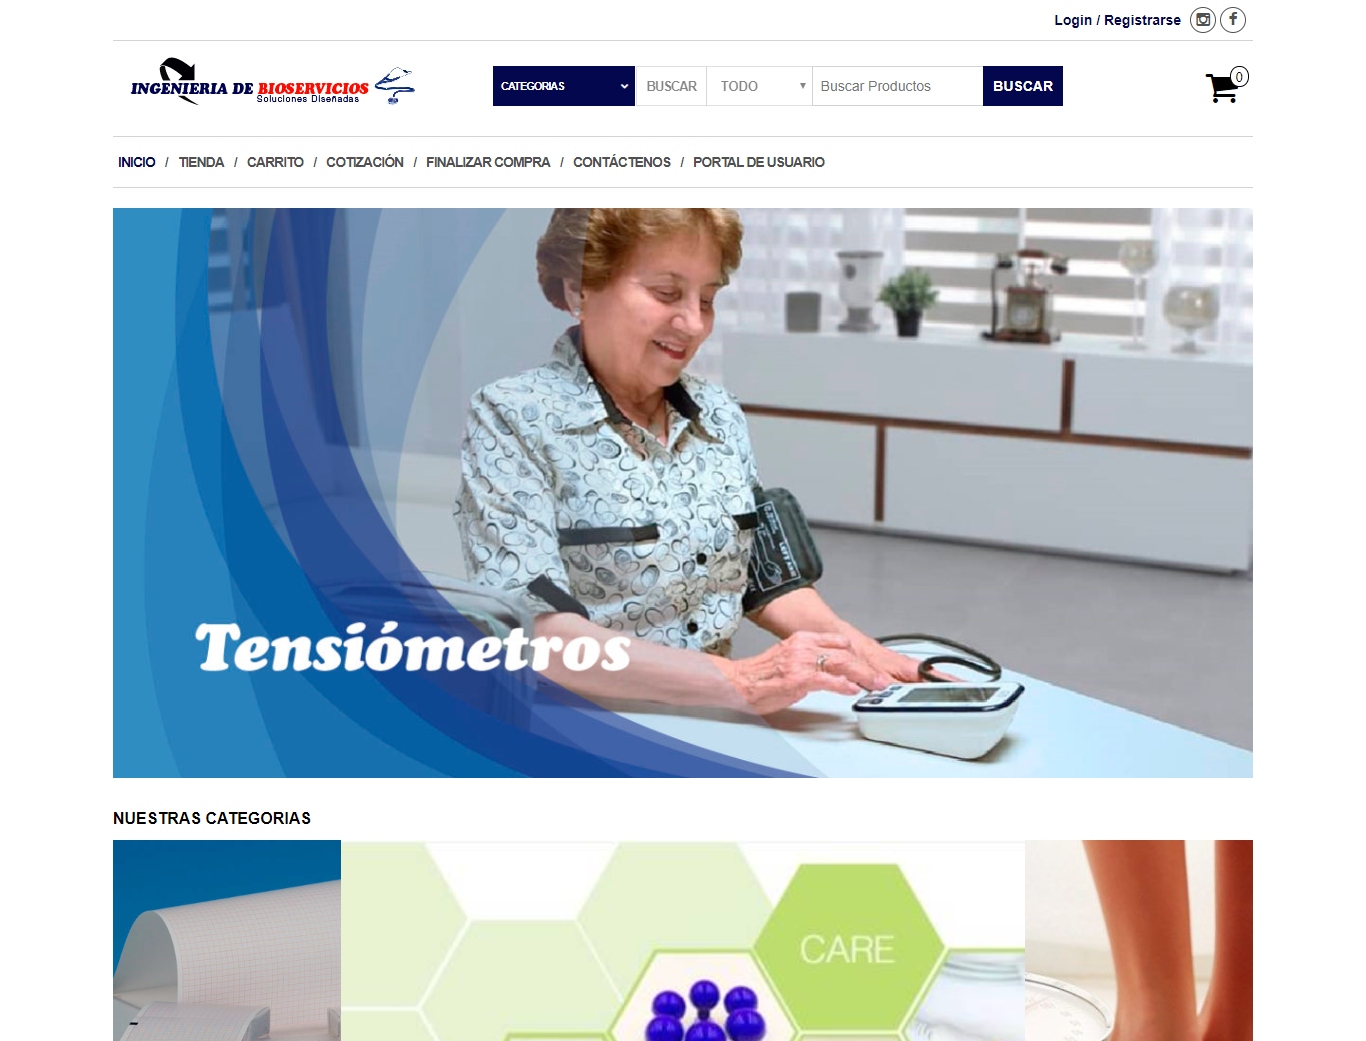 Login / Registrarse
INGENIERIA DE BIOSERVICIOS
Soluciones Diseñadas
CATEGORIAS
BUSCAR
TODO
Buscar Productos
BUSCAR
0
INICIO / TIENDA / CARRITO / COTIZACIÓN / FINALIZAR COMPRA / CONTÁCTENOS / PORTAL DE USUARIO
Tensiómetros
NUESTRAS CATEGORIAS
CARE